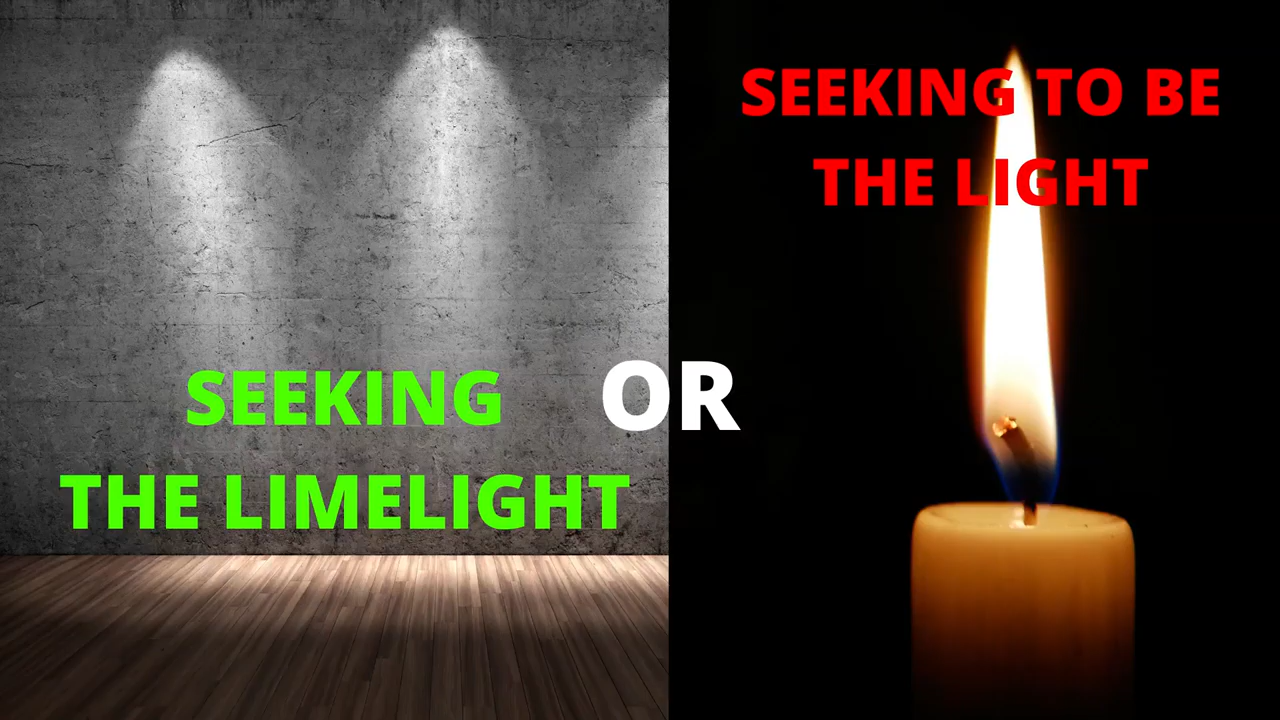 SEEKING
THE LIMELIGHT
OR
SEEKING TO BE
THE LIGHT